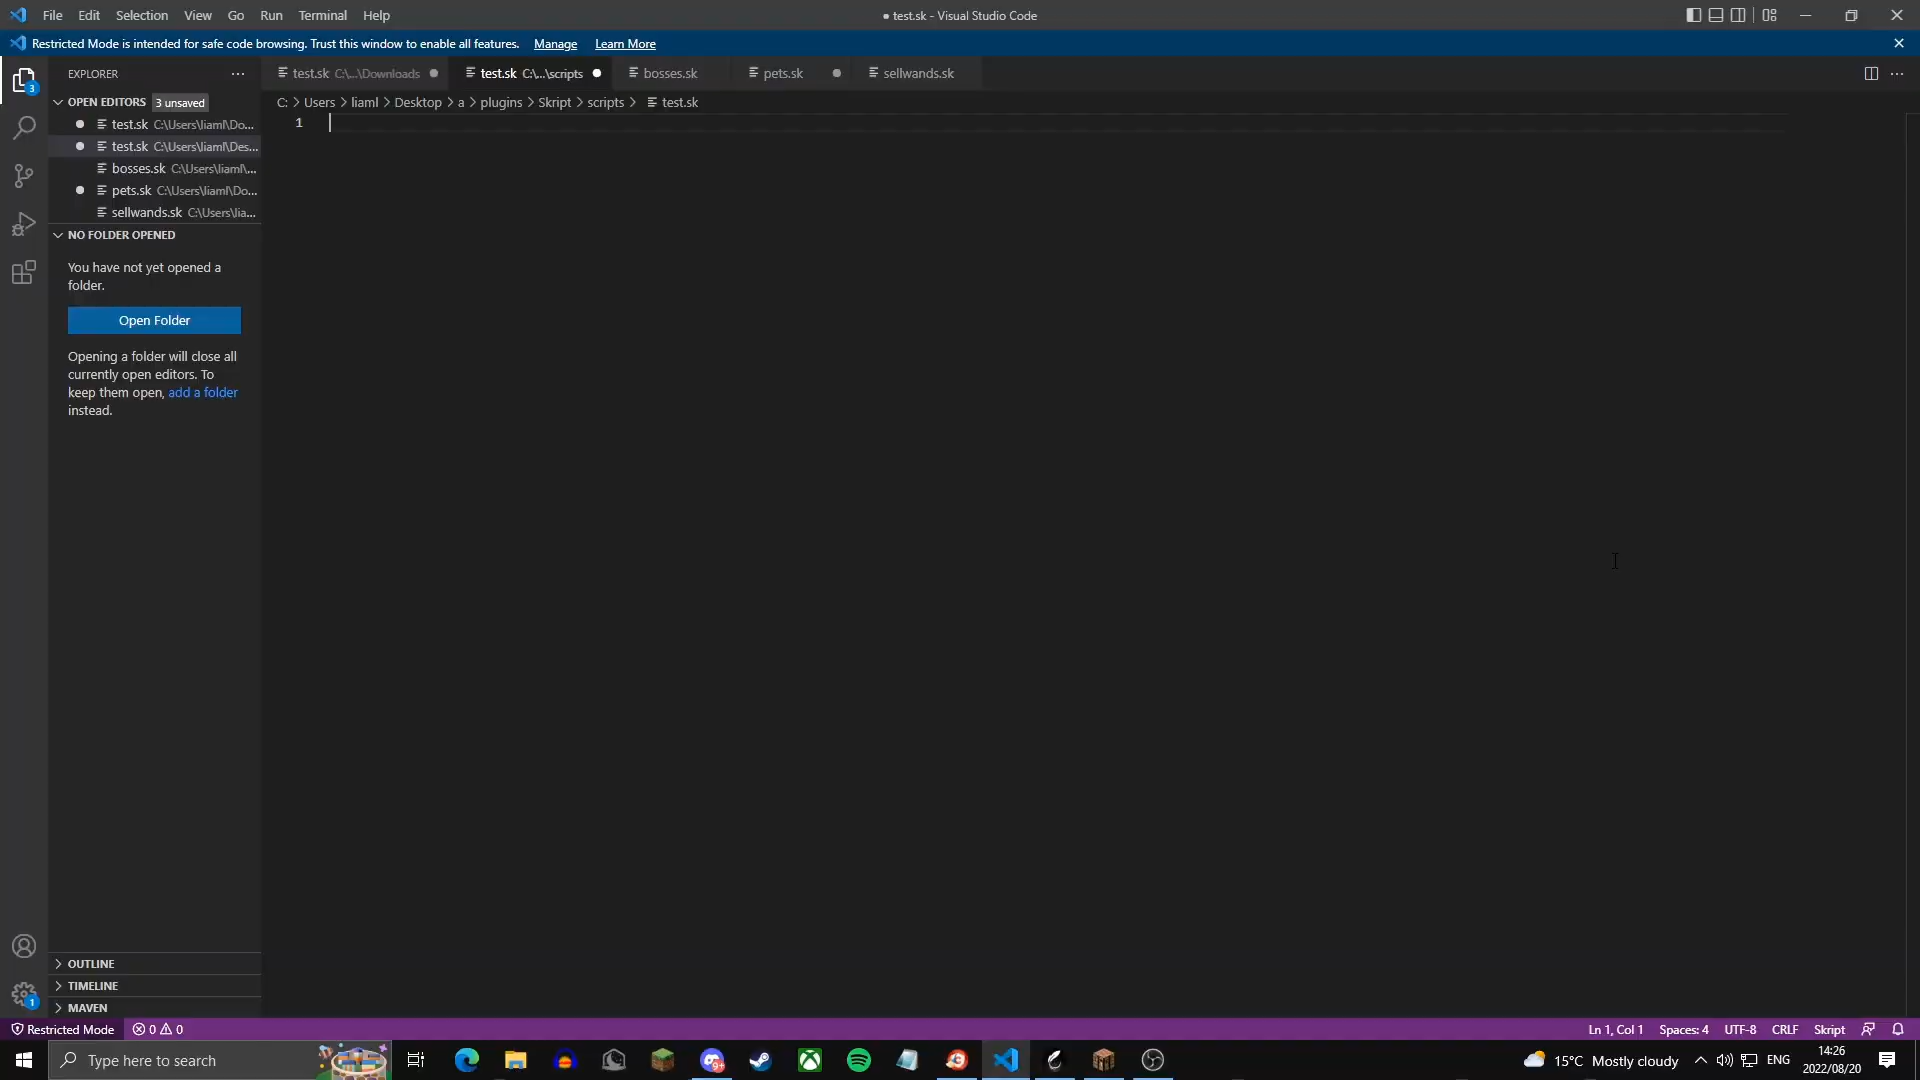 File Edit Selection View Go Run Terminal Help
● test.sk - Visual Studio Code
Restricted Mode is intended for safe code browsing. Trust this window to enable all features. Manage Learn More
EXPLORER
test.sk C:\...\Downloads
test.sk C:\...\scripts
bosses.sk
pets.sk
sellwands.sk
OPEN EDITORS 3 unsaved
C: > Users > liaml > Desktop > a > plugins > Skript > scripts > test.sk
1
test.sk C:\Users\liaml\Do...
test.sk C:\Users\liaml\Des...
bosses.sk C:\Users\liaml\...
pets.sk C:\Users\liaml\Do...
sellwands.sk C:\Users\lia...
NO FOLDER OPENED
You have not yet opened a
folder.
Open Folder
Opening a folder will close all
currently open editors. To
keep them open, add a folder
instead.
OUTLINE
TIMELINE
MAVEN
3
1
Restricted Mode 0 0
Ln 1, Col 1 Spaces: 4 UTF-8 CRLF Skript
Type here to search
9+
15°C Mostly cloudy
ENG
14:26
2022/08/20